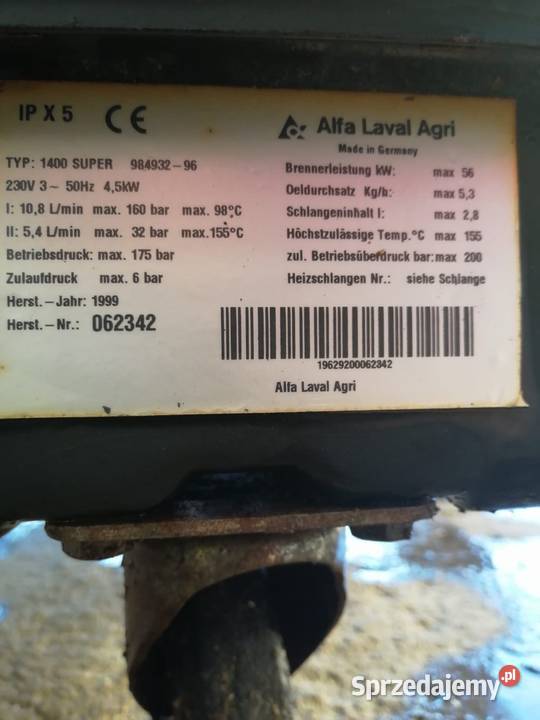 IP X 5 CE
Alfa Laval Agri
Made in Germany
TYP: 1400 SUPER 984932-96
230V 3~ 50Hz 4,5kW
I: 10,8 L/min max. 160 bar max. 98°C
II: 5,4 L/min max. 32 bar max.155°C
Betriebsdruck: max. 175 bar
Zulaufdruck max. 6 bar
Herst.-Jahr: 1999
Herst.-Nr.: 062342
Brennerleistung kW: max 56
Oeldurchsatz Kg/h: max 5,3
Schlangeninhalt l: max 2,8
Höchstzulässige Temp.°C max 155
zul. Betriebsüberdruck bar: max 200
Heizschlangen Nr.: siehe Schlange
19629200062342
Alfa Laval Agri
Sprzedajemy.pl